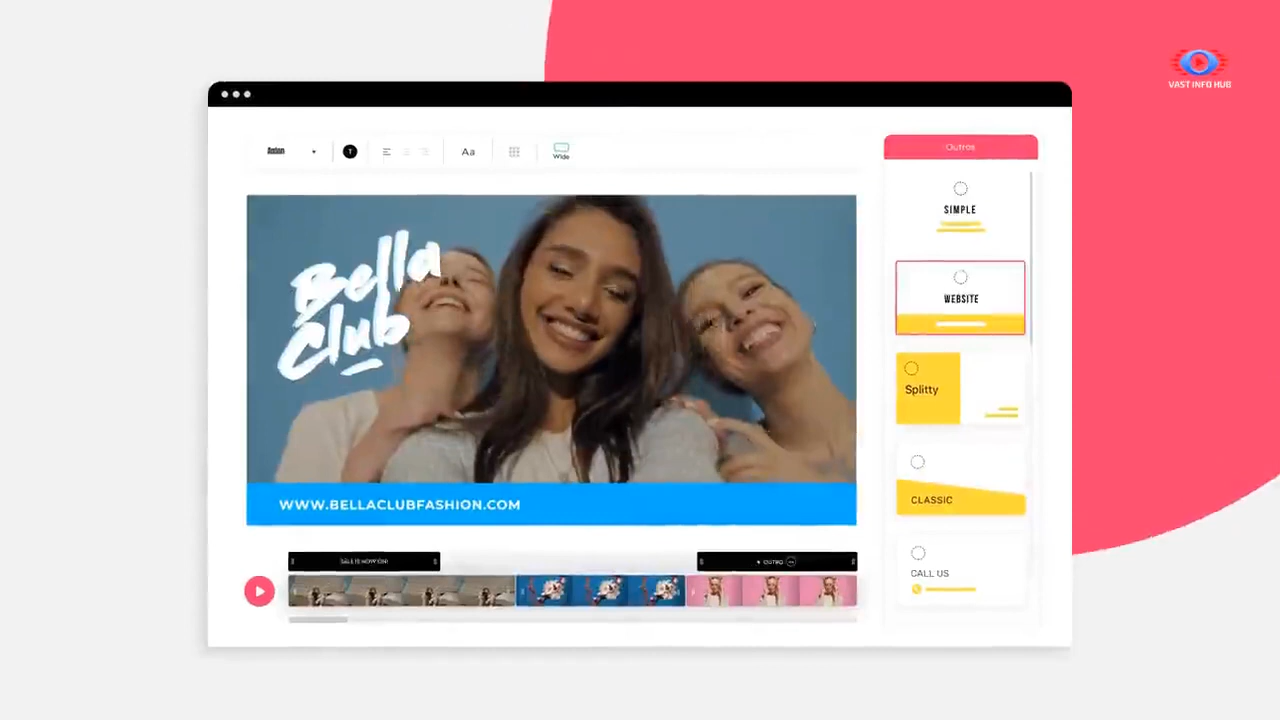 VAST INFO HUB
Anton
T
Aa
Wide
Outros
SIMPLE
WEBSITE
Splitty
CLASSIC
CALL US
Bella
Club
WWW.BELLACLUBFASHION.COM
SALE IS NOW ON!
OUTRO